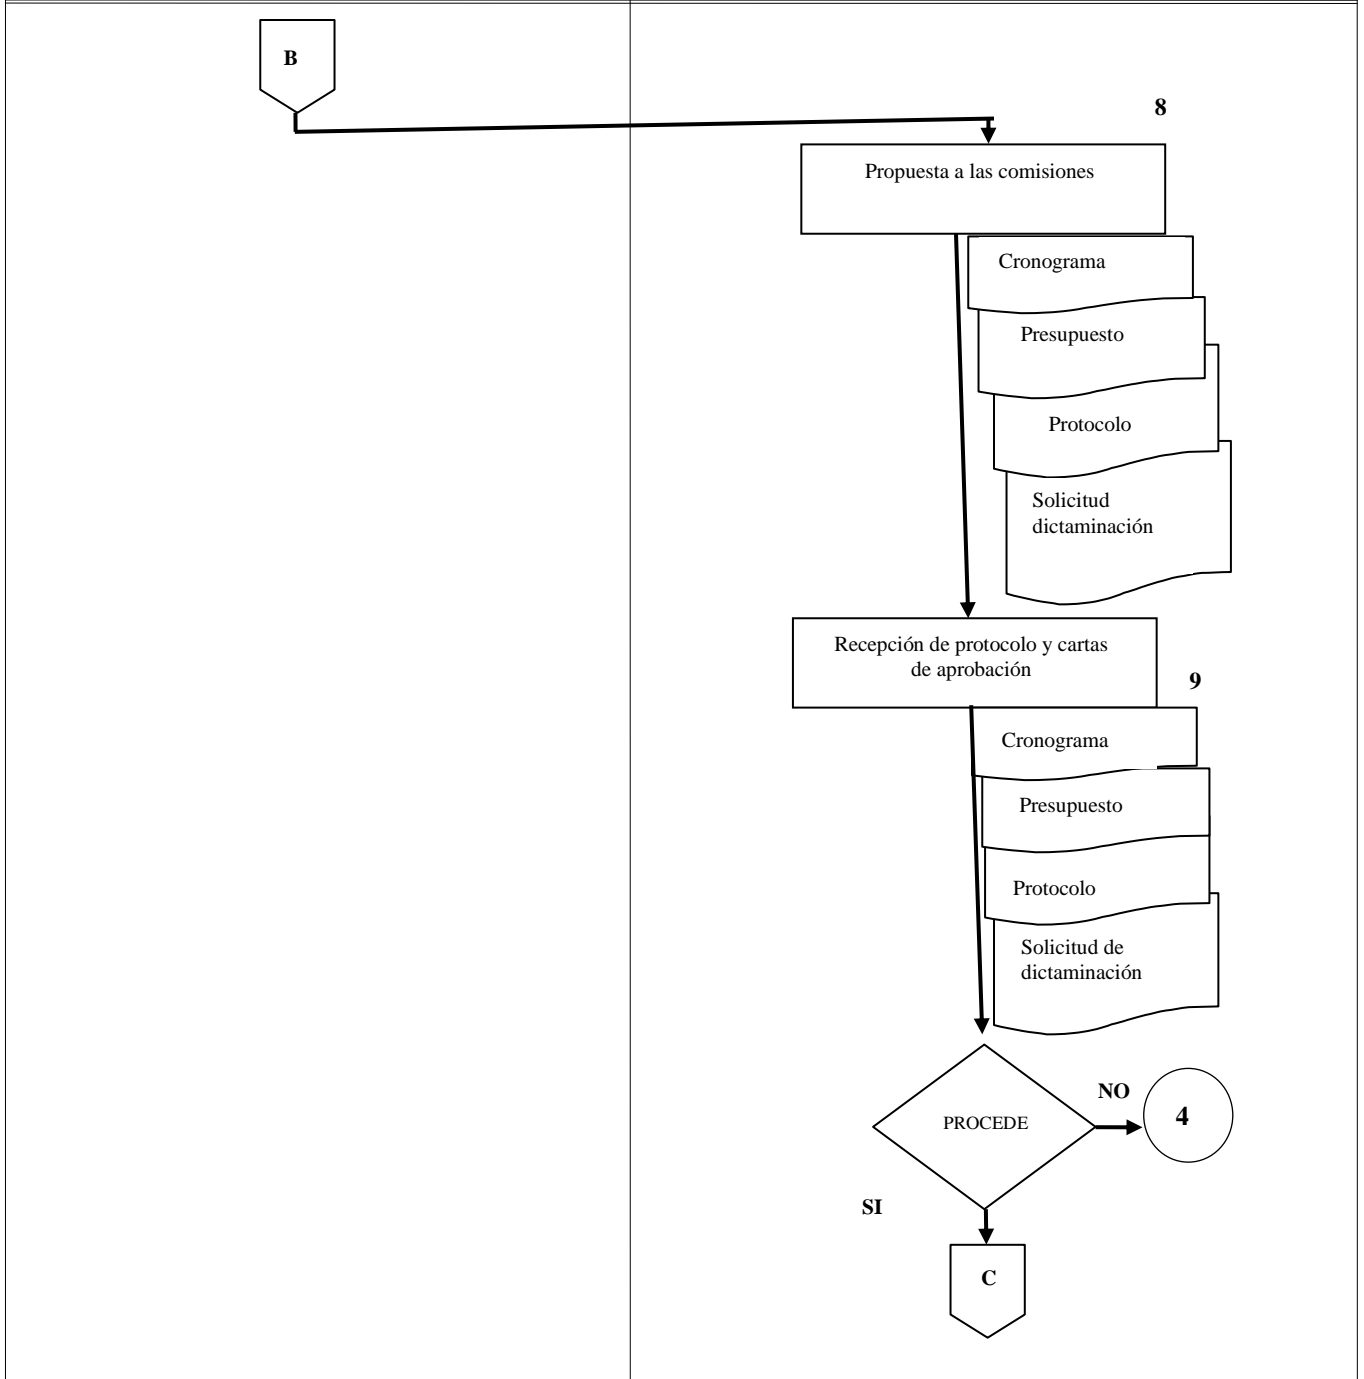 B
8
Propuesta a las comisiones
Cronograma
Presupuesto
Protocolo
Solicitud
dictaminación
Recepción de protocolo y cartas
de aprobación
9
Cronograma
Presupuesto
Protocolo
Solicitud de
dictaminación
PROCEDE
NO
4
SI
C